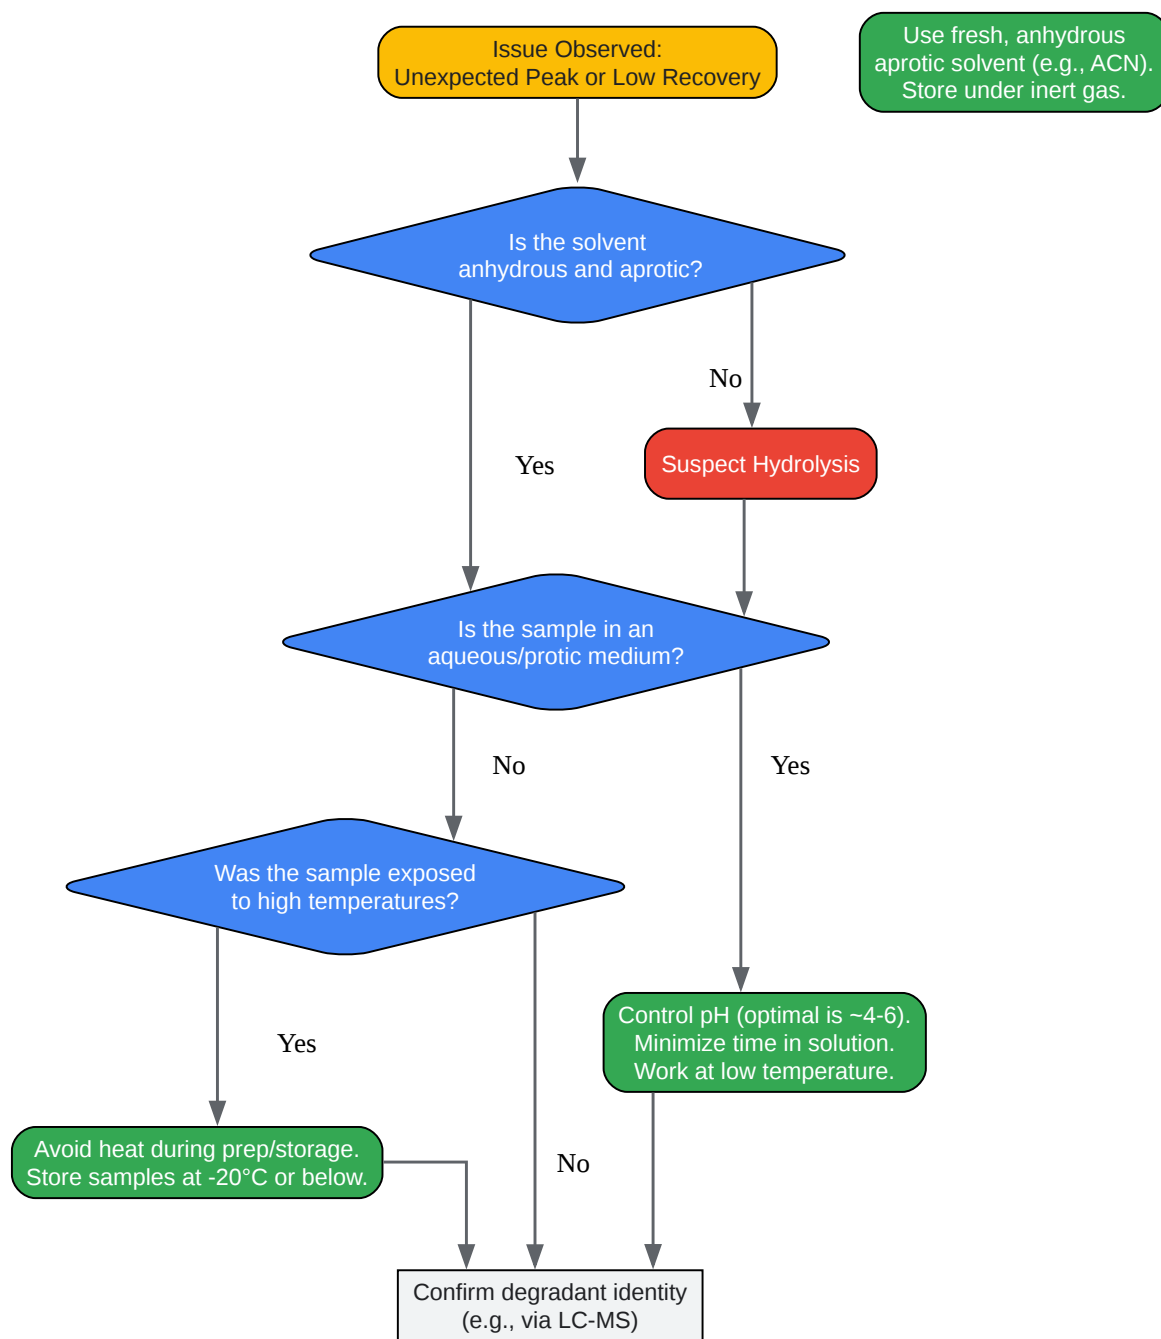 Issue Observed:
Unexpected Peak or Low Recovery
Use fresh, anhydrous
aprotic solvent (e.g., ACN).
Store under inert gas.
Is the solvent
anhydrous and aprotic?
No
Yes
Suspect Hydrolysis
Is the sample in an
aqueous/protic medium?
No
Yes
Was the sample exposed
to high temperatures?
Control pH (optimal is ~4-6).
Minimize time in solution.
Work at low temperature.
Yes
Avoid heat during prep/storage.
Store samples at -20°C or below.
No
Confirm degradant identity
(e.g., via LC-MS)